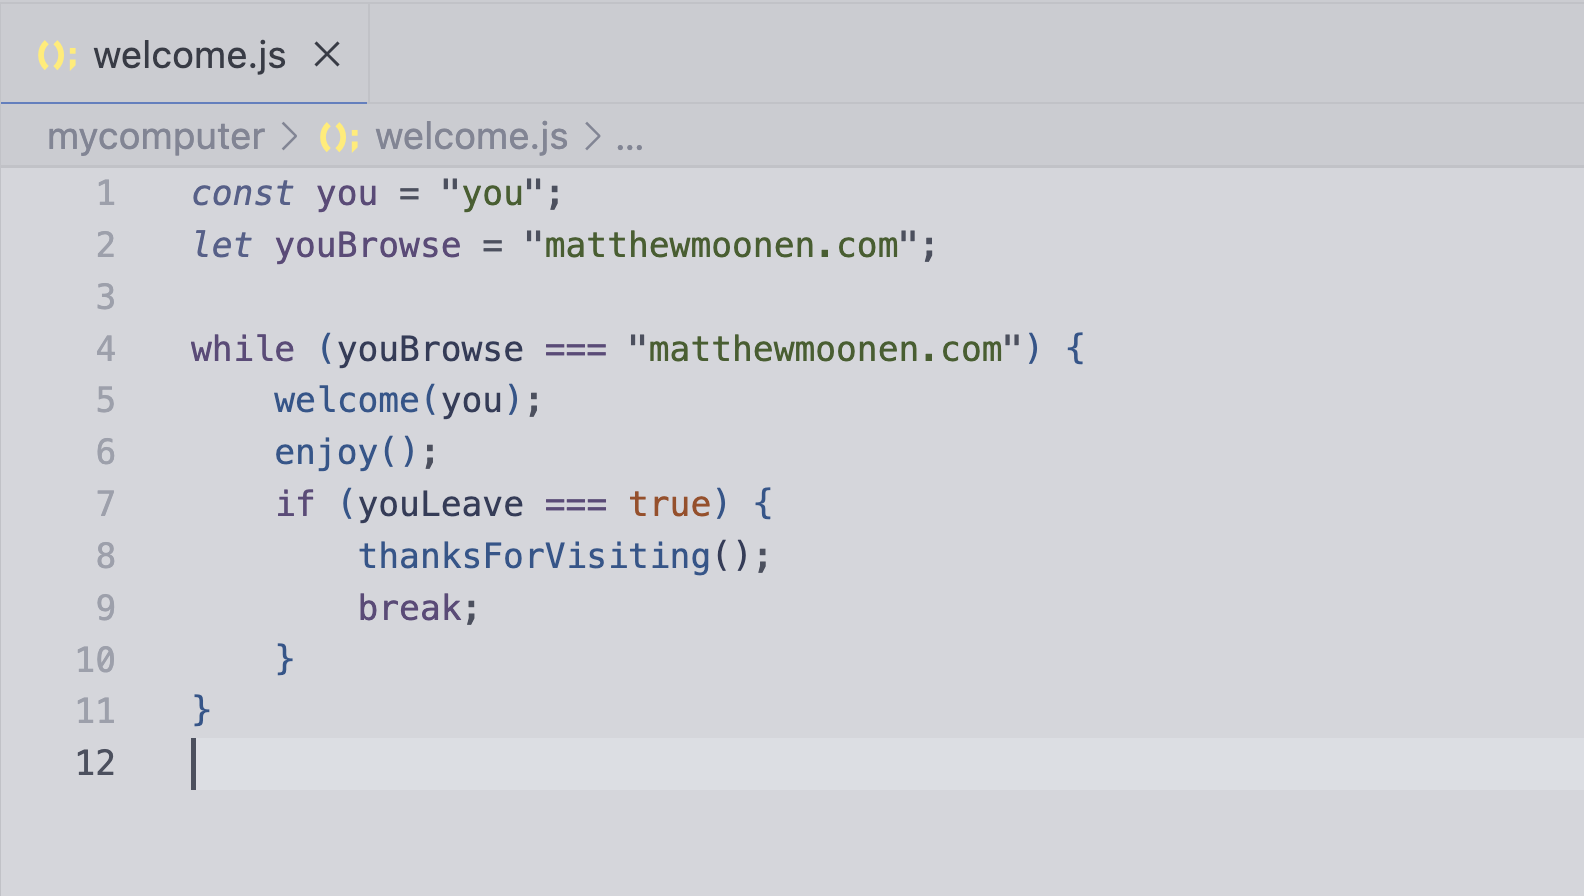 (); welcome.js ×
mycomputer > (); welcome.js > ...
1 const you = "you";
2 let youBrowse = "matthewmoonen.com";
3
4 while (youBrowse === "matthewmoonen.com") {
5     welcome(you);
6     enjoy();
7     if (youLeave === true) {
8         thanksForVisiting();
9         break;
10     }
11 }
12